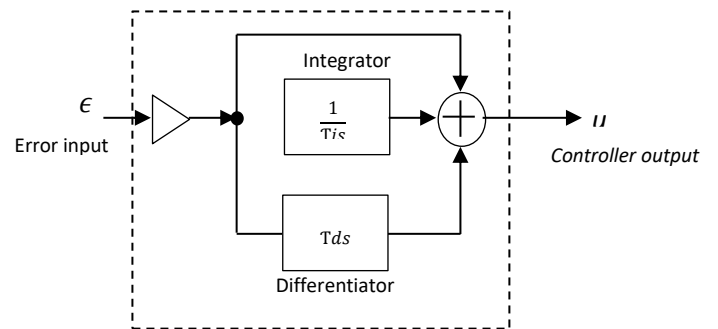 Integrator
ϵ
1
Tis
+
u
Error input
Controller output
Tds
Differentiator